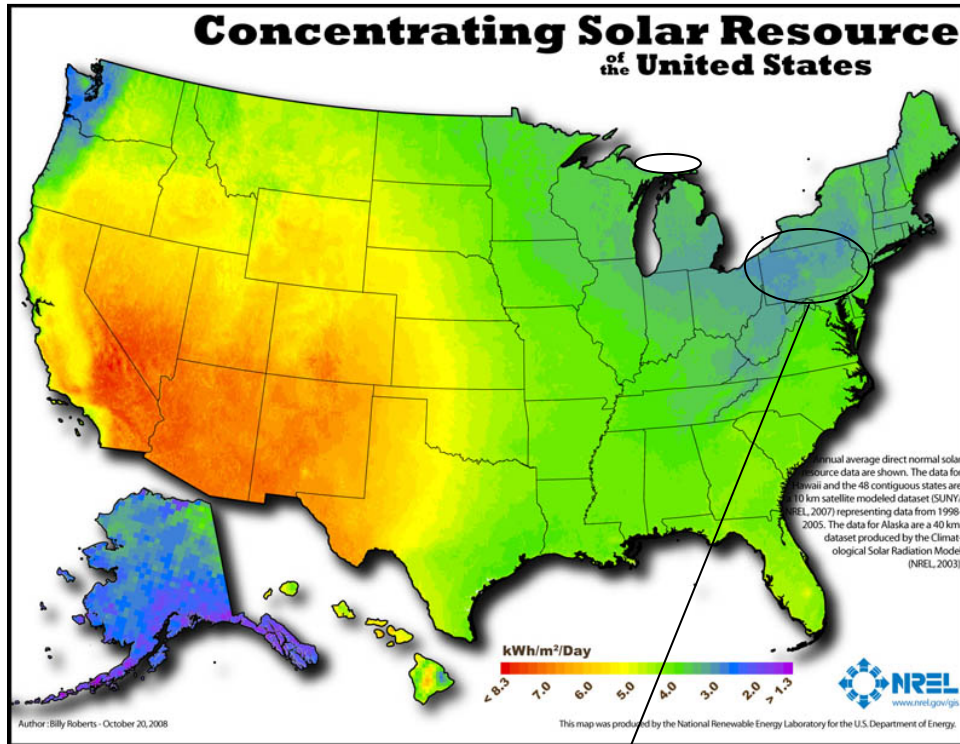 Concentrating Solar Resource
of the United States
Annual average direct normal solar
resource data are shown. The data for
Hawaii and the 48 contiguous states are
10 km satellite modeled dataset (SUNY/
NREL, 2007) representing data from 1998-
2005. The data for Alaska are a 40 km
dataset produced by the Climat-
ological Solar Radiation Model
(NREL, 2003)
kWh/m²/Day
< 8.3
7.0
6.0
5.0
4.0
3.0
2.0
> 1.3
NREL
www.nrel.gov/gis
Author : Billy Roberts - October 20, 2008
This map was produced by the National Renewable Energy Laboratory for the U.S. Department of Energy.